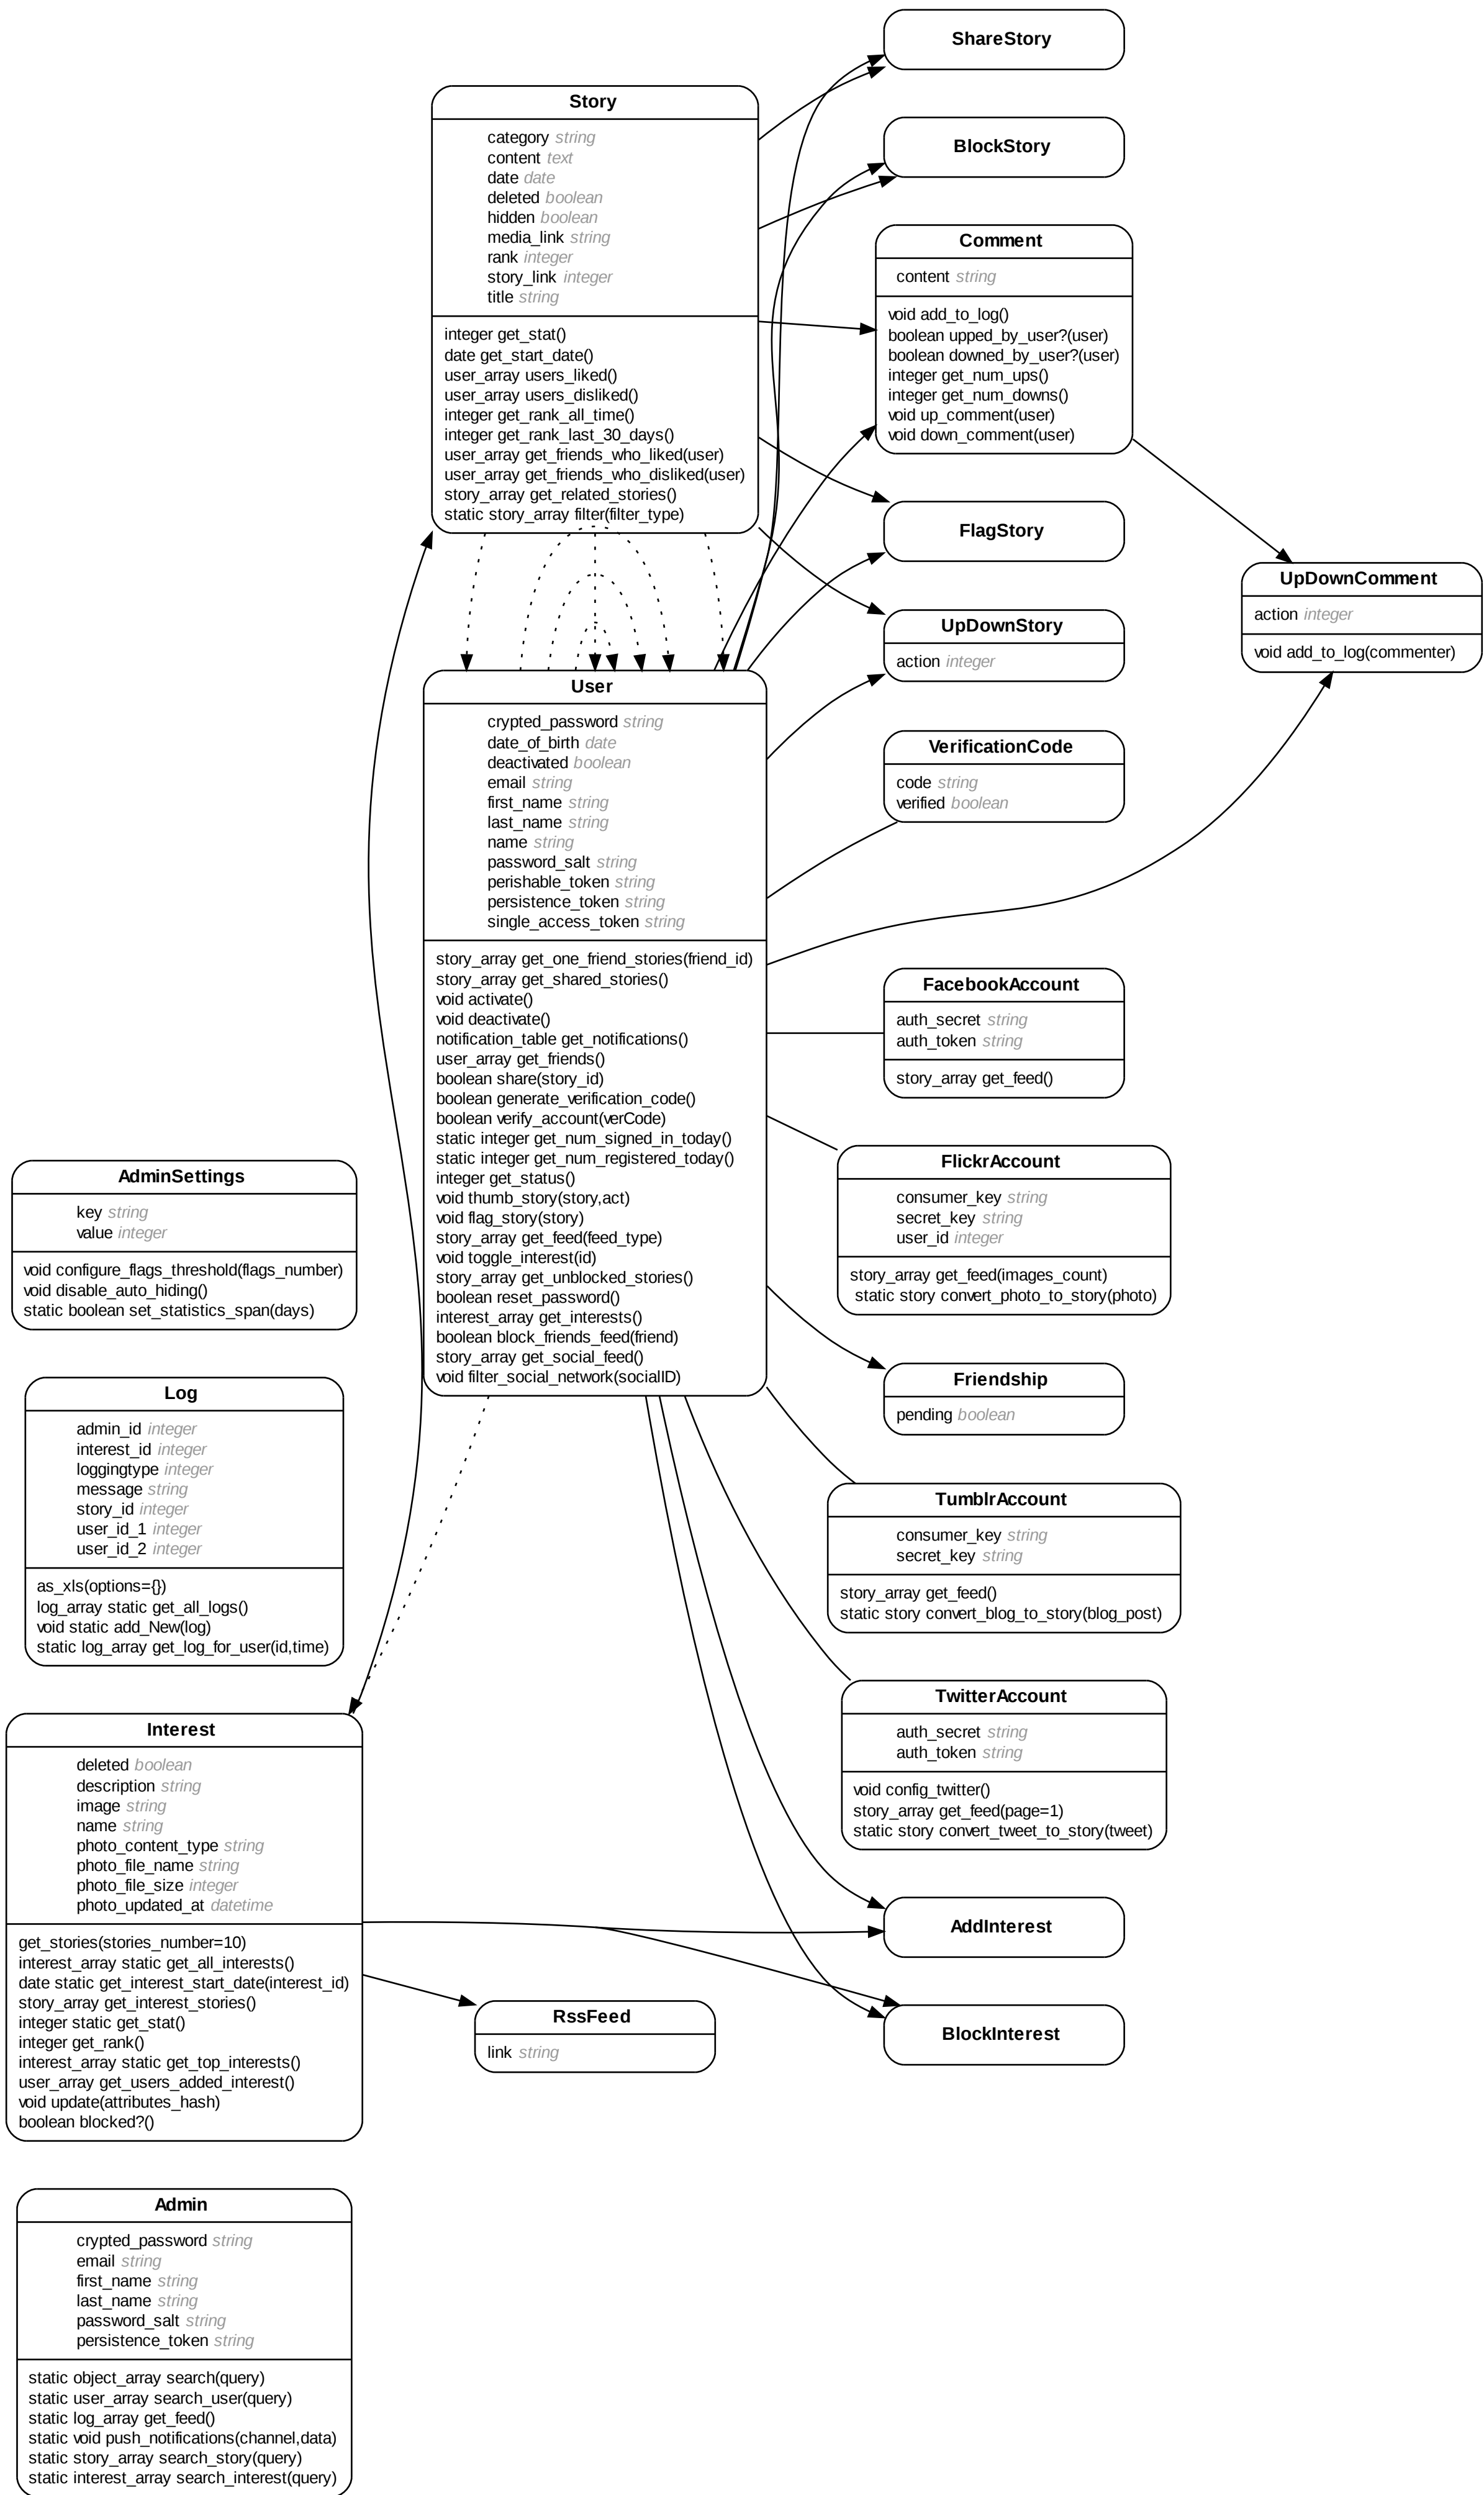 ShareStory
BlockStory
Story
category string
content text
date date
deleted boolean
hidden boolean
media_link string
rank integer
story_link integer
title string
integer get_stat()
date get_start_date()
user_array users_liked()
user_array users_disliked()
integer get_rank_all_time()
integer get_rank_last_30_days()
user_array get_friends_who_liked(user)
user_array get_friends_who_disliked(user)
story_array get_related_stories()
static story_array filter(filter_type)
Comment
content string
void add_to_log()
boolean upped_by_user?(user)
boolean downed_by_user?(user)
integer get_num_ups()
integer get_num_downs()
void up_comment(user)
void down_comment(user)
FlagStory
UpDownStory
action integer
UpDownComment
action integer
void add_to_log(commenter)
User
crypted_password string
date_of_birth date
deactivated boolean
email string
first_name string
last_name string
name string
password_salt string
perishable_token string
persistence_token string
single_access_token string
story_array get_one_friend_stories(friend_id)
story_array get_shared_stories()
void activate()
void deactivate()
notification_table get_notifications()
user_array get_friends()
boolean share(story_id)
boolean generate_verification_code()
boolean verify_account(verCode)
static integer get_num_signed_in_today()
static integer get_num_registered_today()
integer get_status()
void thumb_story(story,act)
void flag_story(story)
story_array get_feed(feed_type)
void toggle_interest(id)
story_array get_unblocked_stories()
boolean reset_password()
interest_array get_interests()
boolean block_friends_feed(friend)
story_array get_social_feed()
void filter_social_network(socialID)
VerificationCode
code string
verified boolean
FacebookAccount
auth_secret string
auth_token string
story_array get_feed()
FlickrAccount
consumer_key string
secret_key string
user_id integer
story_array get_feed(images_count)
static story convert_photo_to_story(photo)
Friendship
pending boolean
TumblrAccount
consumer_key string
secret_key string
story_array get_feed()
static story convert_blog_to_story(blog_post)
TwitterAccount
auth_secret string
auth_token string
void config_twitter()
story_array get_feed(page=1)
static story convert_tweet_to_story(tweet)
AddInterest
BlockInterest
AdminSettings
key string
value integer
void configure_flags_threshold(flags_number)
void disable_auto_hiding()
static boolean set_statistics_span(days)
Log
admin_id integer
interest_id integer
loggingtype integer
message string
story_id integer
user_id_1 integer
user_id_2 integer
as_xls(options={})
log_array static get_all_logs()
void static add_New(log)
static log_array get_log_for_user(id,time)
Interest
deleted boolean
description string
image string
name string
photo_content_type string
photo_file_name string
photo_file_size integer
photo_updated_at datetime
get_stories(stories_number=10)
interest_array static get_all_interests()
date static get_interest_start_date(interest_id)
story_array get_interest_stories()
integer static get_stat()
integer get_rank()
interest_array static get_top_interests()
user_array get_users_added_interest()
void update(attributes_hash)
boolean blocked?()
RssFeed
link string
Admin
crypted_password string
email string
first_name string
last_name string
password_salt string
persistence_token string
static object_array search(query)
static user_array search_user(query)
static log_array get_feed()
static void push_notifications(channel,data)
static story_array search_story(query)
static interest_array search_interest(query)